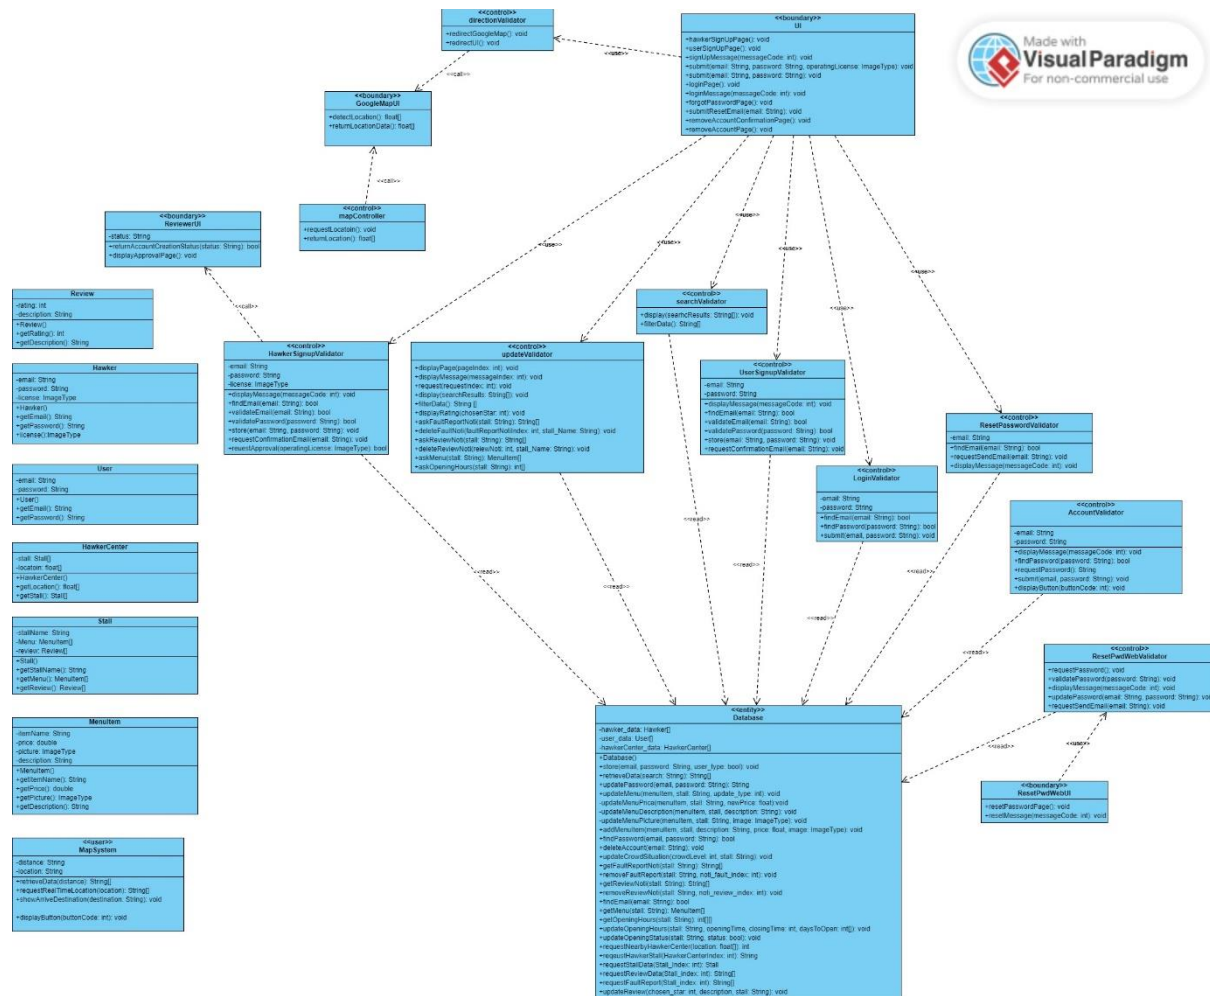 <<control>>
directionValidator
+redirectGoogleMap(): void
+redirectUI(): void
<<boundary>>
UI
+hawkerSignUpPage(): void
+userSignUpPage(): void
+signUpMessage(messageCode: int): void
+submit(email: String, password: String, operatingLicense: ImageType): void
+submit(email: String, password: String): void
+loginPage(): void
+loginMessage(messageCode: int): void
+forgotPasswordPage(): void
+submitResetEmail(email: String): void
+removeAccountConfirmationPage(): void
+removeAccountPage(): void
Made with
Visual Paradigm
For non-commercial use
<<use>>
<<call>>
<<boundary>>
GoogleMapUI
+detectLocation(): float[]
+returnLocationData(): float[]
<<call>>
<<control>>
mapController
+requestLocatoin(): void
+returnLocation(): float[]
<<boundary>>
ReviewerUI
-status: String
+returnAccountCreationStatus(status: String): bool
+displayApprovalPage(): void
<<call>>
<<use>>
<<use>>
<<use>>
<<use>>
<<use>>
<<use>>
Review
-rating: int
-description: String
+Review()
+getRating(): int
+getDescription(): String
Hawker
-email: String
-password: String
-license: ImageType
+Hawker()
+getEmail(): String
+getPassword(): String
+license():ImageType
User
-email: String
-password: String
+User()
+getEmail(): String
+getPassword(): String
HawkerCenter
-stall: Stall[]
-location: float[]
+HawkerCenter()
+getLocation(): float[]
+getStall(): Stall[]
Stall
-stallName: String
-Menu: MenuItem[]
-review: Review[]
+Stall()
+getStallName(): String
+getMenu(): MenuItem[]
+getReview(): Review[]
MenuItem
-itemName: String
-price: double
-picture: ImageType
-description: String
+MenuItem()
+getItemName(): String
+getPrice(): double
+getPicture(): ImageType
+getDescription(): String
<<user>>
MapSystem
-distance: String
-location: String
+retrieveData(distance): String[]
+requestRealTimeLocation(location): String[]
+showArriveDestination(destination: String): void
+displayButton(buttonCode: int): void
<<control>>
HawkerSignupValidator
-email: String
-password: String
-license: ImageType
+displayMessage(messageCode: int): void
+findEmail(email: String): bool
+validateEmail(email: String): bool
+validatePassword(password: String): bool
+store(email: String, password: String): void
+requestConfirmationEmail(email: String): void
+reuestApproval(operatingLicense: ImageType): bool
<<control>>
updateValidator
+displayPage(pageIndex: int): void
+displayMessage(messageIndex: int): void
+request(requestIndex: int): void
+display(searchResults: String[]): void
+filterData(): String[]
+displayRating(chosenStar: int): void
+askFaultReportNoti(stall: String): String[]
+deleteFaultNoti(faultReportNotiIndex: int, stall_Name: String): void
+askReviewNoti(stall: String): String[]
+deleteReviewNoti(reiewNoti: int, stall_Name: String): void
+askMenu(stall: String): MenuItem[]
+askOpeningHours(stall: String): int[]
<<control>>
searchValidator
+display(searhcResults: String[]): void
+filterData(): String[]
<<control>>
UserSignupValidator
-email: String
-password: String
+displayMessage(messageCode: int): void
+findEmail(email: String): bool
+validateEmail(email: String): bool
+validatePassword(password: String): bool
+store(email: String, password: String): void
+requestConfirmationEmail(email: String): void
<<control>>
LoginValidator
-email: String
-password: String
+findEmail(email: String): bool
+findPassword(password: String): bool
+submit(email, password: String): void
<<control>>
ResetPasswordValidator
-email: String
+findEmail(email: String): bool
+requestSendEmail(email: String): void
+displayMessage(messageCode: int): void
<<control>>
AccountValidator
-email: String
-password: String
+displayMessage(messageCode: int): void
+findPassword(password: String): bool
+requestPassword(): String
+submit(email, password: String): void
+displayButton(buttonCode: int): void
<<control>>
ResetPwdWebValidator
+requestPassword(): void
+validatePassword(password: String): void
+displayMessage(messageCode: int): void
+updatePassword(email: String, password: String): void
+requestSendEmail(email: String): void
<<use>>
<<boundary>>
ResetPwdWebUI
+resetPasswordPage(): void
+resetMessage(messageCode: int): void
<<read>>
<<read>>
<<read>>
<<read>>
<<read>>
<<read>>
<<read>>
<<read>>
<<entity>>
Database
-hawker_data: Hawker[]
-user_data: User[]
-hawkerCenter_data: HawkerCenter[]
+Database()
+store(email, password: String, user_type: bool): void
+retrieveData(search: String): String[]
+updatePassword(email, password: String): String
+updateMenu(menuItem, stall: String, update_type: int): void
-updateMenuPrice(menuItem, stall: String, newPrice: float):void
-updateMenuDescription(menuItem, stall, description: String): void
-updateMenuPicture(menuItem, stall: String, image: ImageType): void
+addMenuItem(menuItem, stall, description: String, price: float, image: ImageType): void
+findPassword(email, password: String): bool
+deleteAccount(email: String): void
+updateCrowdSituation(crowdLevel: int, stall: String): void
+getFaultReportNoti(stall: String): String[]
+removeFaultReport(stall: String, noti_fault_index: int): void
+getReviewNoti(stall: String): String[]
+removeReviewNoti(stall: String, noti_review_index: int): void
+findEmail(email: String): bool
+getMenu(stall: String): MenuItem[]
+getOpeningHours(stall: String): int[][]
+updateOpeningHours(stall: String, openingTime, closingTime: int, daysToOpen: int[]): void
+updateOpeningStatus(stall: String, status: bool): void
+requestNearbyHawkerCenter(location: float[]): int
+requestHawkerStall(HawkerCenterIndex: int): String
+requestStallData(Stall_index: int): Stall
+requestReviewData(Stall_index: int): String[]
+requestFaultReport(Stall_index: int): String[]
+updateReview(chosen_star: int, description, stall: String): void